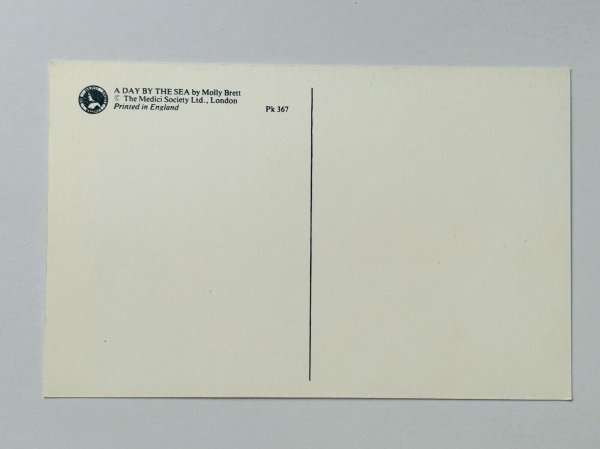 A DAY BY THE SEA by Molly Brett
© The Medici Society Ltd., London
Printed in England
Pk 367